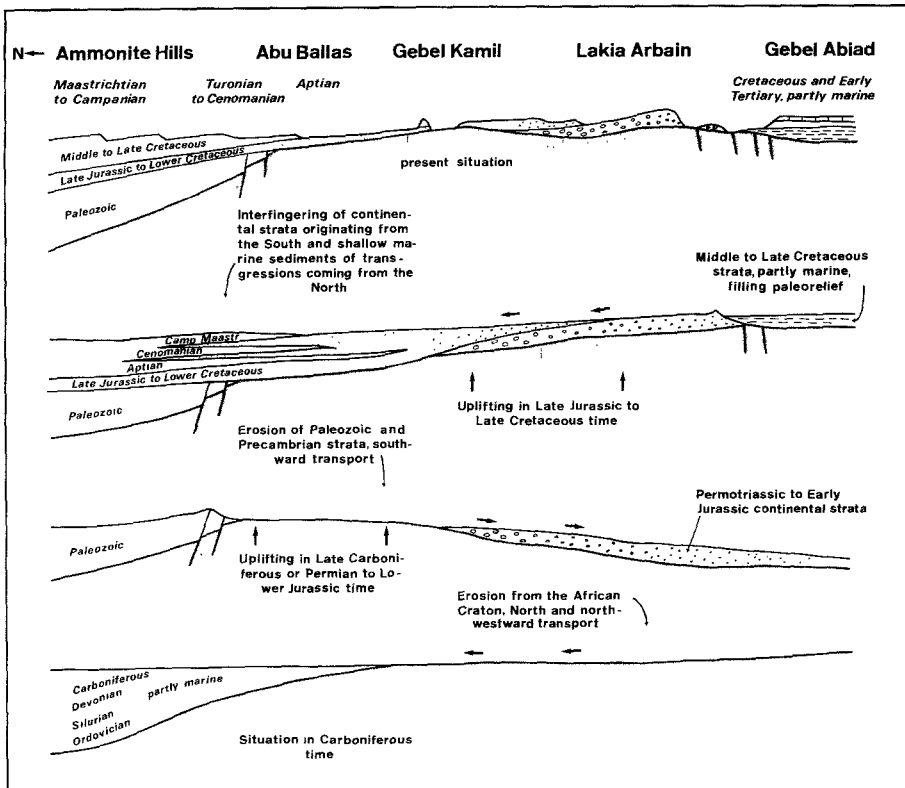 N← Ammonite Hills Abu Ballas Gebel Kamil Lakia Arbain Gebel Abiad
Maastrichtian
to Campanian
Turonian
to Cenomanian
Aptian
Cretaceous and Early
Tertiary, partly marine
Middle to Late Cretaceous
Late Jurassic to Lower Cretaceous
Paleozoic
present situation
Interfingering of continen-
tal strata originating from
the South and shallow ma-
rine sediments of trans-
gressions coming from the
North
Middle to Late Cretaceous
strata, partly marine,
filling paleorelief
Camp Maastr
Cenomanian
Aptian
Late Jurassic to Lower Cretaceous
Paleozoic
Uplifting in Late Jurassic to
Late Cretaceous time
Erosion of Paleozoic and
Precambrian strata, south-
ward transport
Permotriassic to Early
Jurassic continental strata
Paleozoic
Uplifting in Late Carboni-
ferous or Permian to Lo-
wer Jurassic time
Erosion from the African
Craton, North and north-
westward transport
Carboniferous
Devonian partly marine
Silurian
Ordovician
Situation in Carboniferous
time